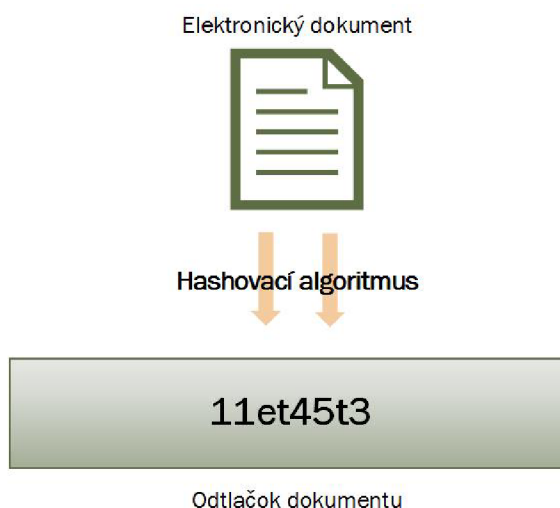 Elektronický dokument
Hashovací algoritmus
11et45t3
Odtlačok dokumentu